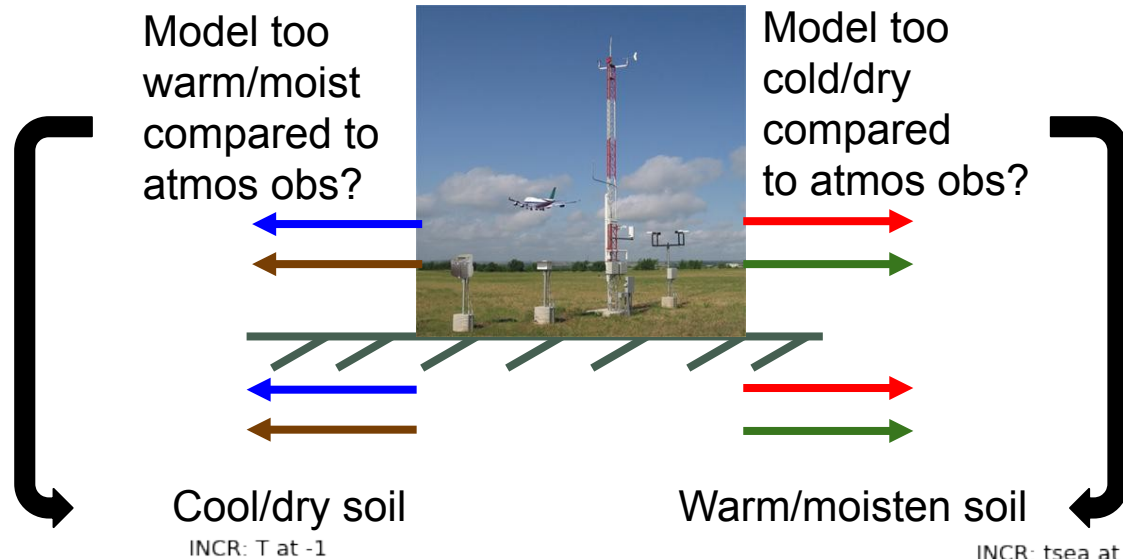 Model too
warm/moist
compared to
atmos obs?
Model too
cold/dry
compared
to atmos obs?
Cool/dry soil
Warm/moisten soil
INCR: T at -1
INCR: tsea at